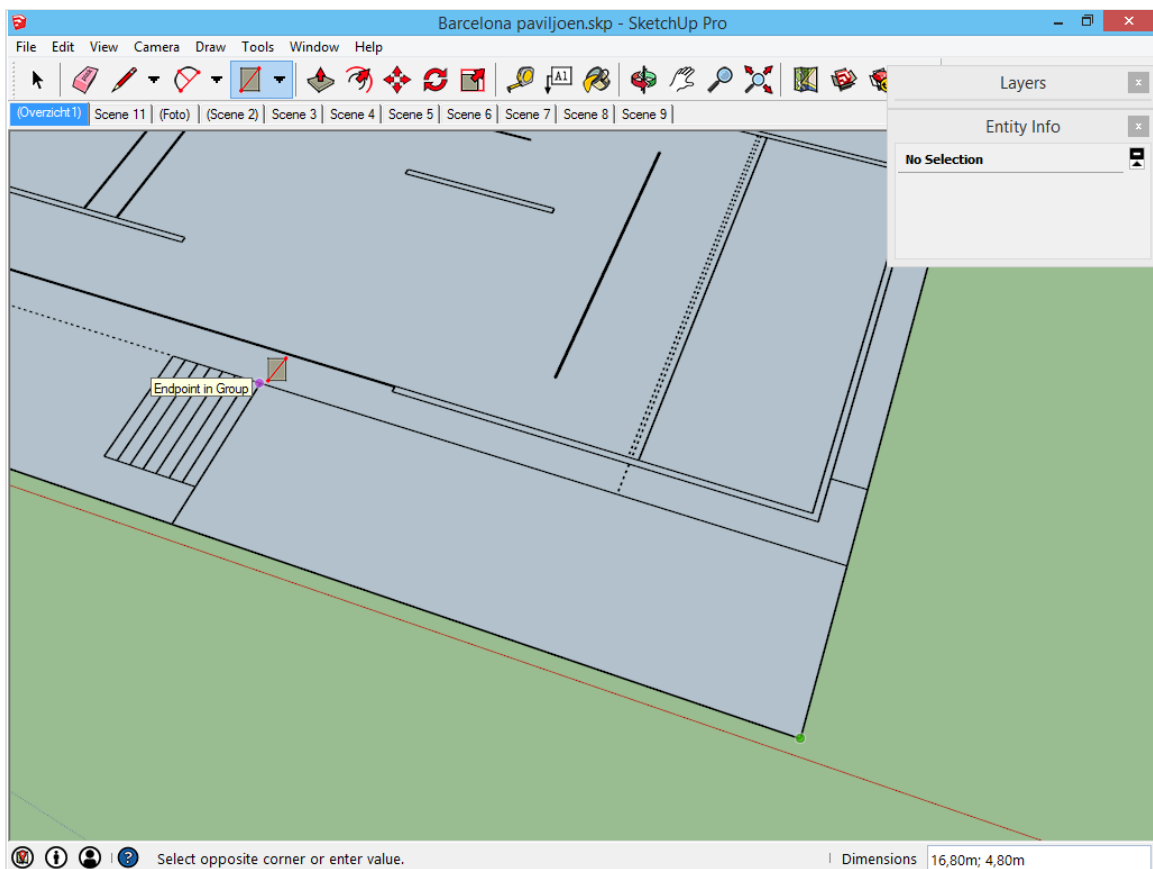 Barcelona paviljoen.skp - SketchUp Pro
File Edit View Camera Draw Tools Window Help
A1
Layers
(Overzicht1) Scene 11 (Foto) (Scene 2) Scene 3 Scene 4 Scene 5 Scene 6 Scene 7 Scene 8 Scene 9
Entity Info
No Selection
Endpoint in Group
Select opposite corner or enter value.
Dimensions 16,80m; 4,80m